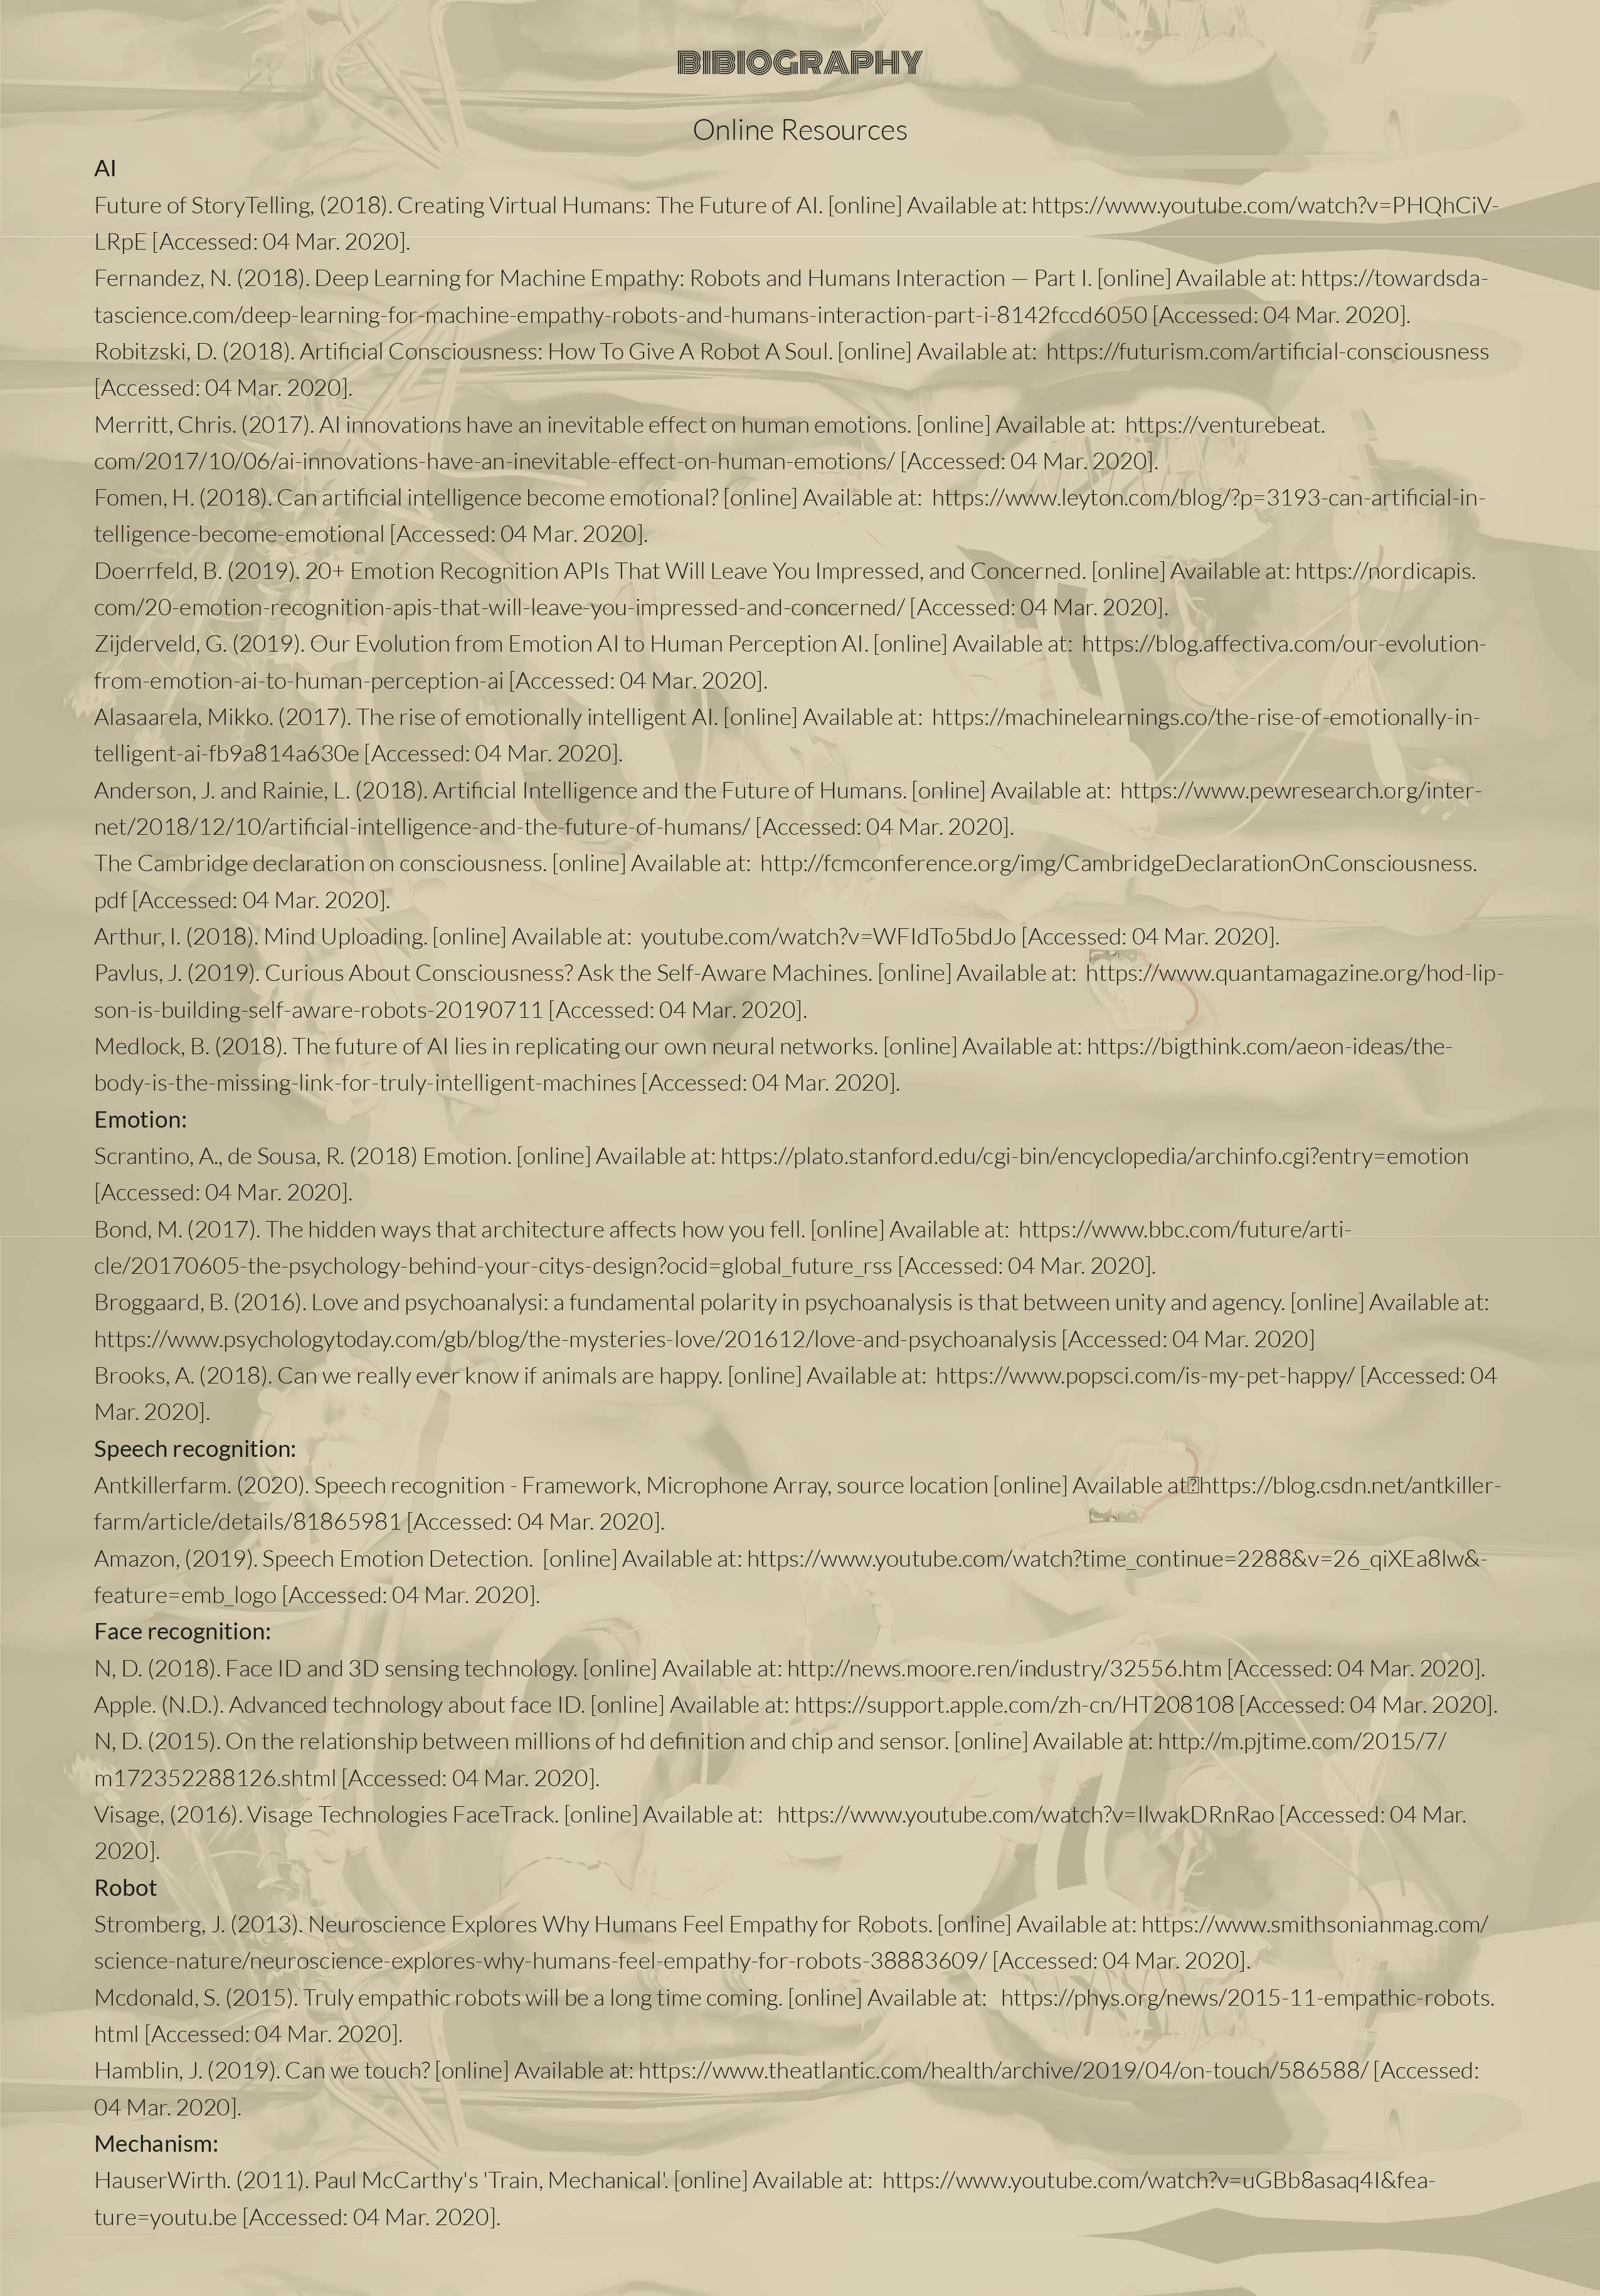 BIBIOGRAPHY
Online Resources
AI
Future of StoryTelling, (2018). Creating Virtual Humans: The Future of AI. [online] Available at: https://www.youtube.com/watch?v=PHQhCiV-
LRpE [Accessed: 04 Mar. 2020].
Fernandez, N. (2018). Deep Learning for Machine Empathy: Robots and Humans Interaction — Part I. [online] Available at: https://towardsda-
tascience.com/deep-learning-for-machine-empathy-robots-and-humans-interaction-part-i-8142fccd6050 [Accessed: 04 Mar. 2020].
Robitzski, D. (2018). Artificial Consciousness: How To Give A Robot A Soul. [online] Available at: https://futurism.com/artificial-consciousness
[Accessed: 04 Mar. 2020].
Merritt, Chris. (2017). AI innovations have an inevitable effect on human emotions. [online] Available at: https://venturebeat.
com/2017/10/06/ai-innovations-have-an-inevitable-effect-on-human-emotions/ [Accessed: 04 Mar. 2020].
Fomen, H. (2018). Can artificial intelligence become emotional? [online] Available at: https://www.leyton.com/blog/?p=3193-can-artificial-in-
telligence-become-emotional [Accessed: 04 Mar. 2020].
Doerrfeld, B. (2019). 20+ Emotion Recognition APIs That Will Leave You Impressed, and Concerned. [online] Available at: https://nordicapis.
com/20-emotion-recognition-apis-that-will-leave-you-impressed-and-concerned/ [Accessed: 04 Mar. 2020].
Zijderveld, G. (2019). Our Evolution from Emotion AI to Human Perception AI. [online] Available at: https://blog.affectiva.com/our-evolution-
from-emotion-ai-to-human-perception-ai [Accessed: 04 Mar. 2020].
Alasaarela, Mikko. (2017). The rise of emotionally intelligent AI. [online] Available at: https://machinelearnings.co/the-rise-of-emotionally-in-
telligent-ai-fb9a814a630e [Accessed: 04 Mar. 2020].
Anderson, J. and Rainie, L. (2018). Artificial Intelligence and the Future of Humans. [online] Available at: https://www.pewresearch.org/inter-
net/2018/12/10/artificial-intelligence-and-the-future-of-humans/ [Accessed: 04 Mar. 2020].
The Cambridge declaration on consciousness. [online] Available at: http://fcmconference.org/img/CambridgeDeclarationOnConsciousness.
pdf [Accessed: 04 Mar. 2020].
Arthur, I. (2018). Mind Uploading. [online] Available at: youtube.com/watch?v=WFIdTo5bdJo [Accessed: 04 Mar. 2020].
Pavlus, J. (2019). Curious About Consciousness? Ask the Self-Aware Machines. [online] Available at: https://www.quantamagazine.org/hod-lip-
son-is-building-self-aware-robots-20190711 [Accessed: 04 Mar. 2020].
Medlock, B. (2018). The future of AI lies in replicating our own neural networks. [online] Available at: https://bigthink.com/aeon-ideas/the-
body-is-the-missing-link-for-truly-intelligent-machines [Accessed: 04 Mar. 2020].
Emotion:
Scrantino, A., de Sousa, R. (2018) Emotion. [online] Available at: https://plato.stanford.edu/cgi-bin/encyclopedia/archinfo.cgi?entry=emotion
[Accessed: 04 Mar. 2020].
Bond, M. (2017). The hidden ways that architecture affects how you fell. [online] Available at: https://www.bbc.com/future/arti-
cle/20170605-the-psychology-behind-your-citys-design?ocid=global_future_rss [Accessed: 04 Mar. 2020].
Broggaard, B. (2016). Love and psychoanalysi: a fundamental polarity in psychoanalysis is that between unity and agency. [online] Available at:
https://www.psychologytoday.com/gb/blog/the-mysteries-love/201612/love-and-psychoanalysis [Accessed: 04 Mar. 2020]
Brooks, A. (2018). Can we really ever know if animals are happy. [online] Available at: https://www.popsci.com/is-my-pet-happy/ [Accessed: 04
Mar. 2020].
Speech recognition:
Antkillerfarm. (2020). Speech recognition - Framework, Microphone Array, source location [online] Available at https://blog.csdn.net/antkiller-
farm/article/details/81865981 [Accessed: 04 Mar. 2020].
Amazon, (2019). Speech Emotion Detection. [online] Available at: https://www.youtube.com/watch?time_continue=2288&v=26_qiXEa8lw&-
feature=emb_logo [Accessed: 04 Mar. 2020].
Face recognition:
N, D. (2018). Face ID and 3D sensing technology. [online] Available at: http://news.moore.ren/industry/32556.htm [Accessed: 04 Mar. 2020].
Apple. (N.D.). Advanced technology about face ID. [online] Available at: https://support.apple.com/zh-cn/HT208108 [Accessed: 04 Mar. 2020].
N, D. (2015). On the relationship between millions of hd definition and chip and sensor. [online] Available at: http://m.pjtime.com/2015/7/
m172352288126.shtml [Accessed: 04 Mar. 2020].
Visage, (2016). Visage Technologies FaceTrack. [online] Available at: https://www.youtube.com/watch?v=IlwakDRnRao [Accessed: 04 Mar.
2020].
Robot
Stromberg, J. (2013). Neuroscience Explores Why Humans Feel Empathy for Robots. [online] Available at: https://www.smithsonianmag.com/
science-nature/neuroscience-explores-why-humans-feel-empathy-for-robots-38883609/ [Accessed: 04 Mar. 2020].
Mcdonald, S. (2015). Truly empathic robots will be a long time coming. [online] Available at: https://phys.org/news/2015-11-empathic-robots.
html [Accessed: 04 Mar. 2020].
Hamblin, J. (2019). Can we touch? [online] Available at: https://www.theatlantic.com/health/archive/2019/04/on-touch/586588/ [Accessed:
04 Mar. 2020].
Mechanism:
HauserWirth. (2011). Paul McCarthy's 'Train, Mechanical'. [online] Available at: https://www.youtube.com/watch?v=uGBb8asaq4I&fea-
ture=youtu.be [Accessed: 04 Mar. 2020].